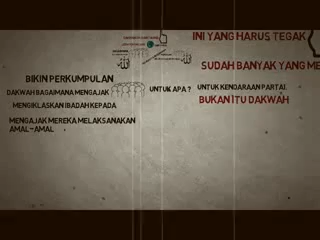 INI YANG HARUS TEGAK
SUDAH BANYAK YANG ME
BIKIN PERKUMPULAN
DAKWAH BAGAIMANA MENGAJAK
UNTUK APA ?
UNTUK KENDARAAN PARTAI.
BUKAN ITU DAKWAH
MENGIKLASKAN IBADAH KEPADA
MENGAJAK MEREKA MELAKSANAKAN
AMAL-AMAL